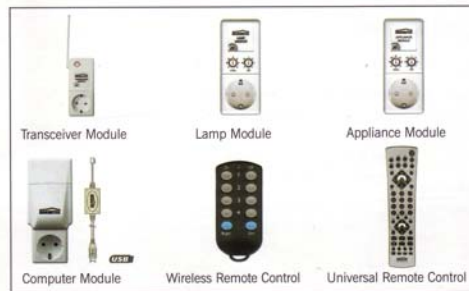 Transceiver Module
Lamp Module
Appliance Module
USB
Computer Module
Wireless Remote Control
Universal Remote Control